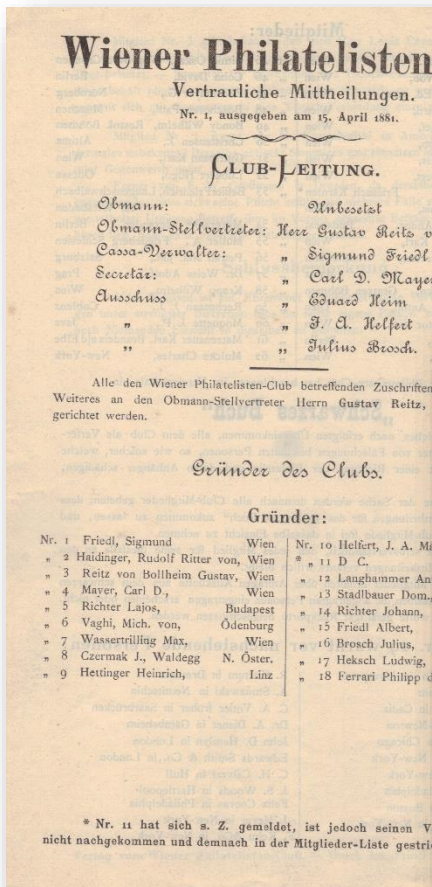 Wiener Philatelisten
Vertrauliche Mittheilungen.
Nr. 1, ausgegeben am 15. April 1881.
CLUB-LEITUNG.
Obmann: Unbesetzt
Obmann-Stellvertreter: Herr Gustav Reitz v
Cassa-Verwalter: „ Sigmund Friedl
Secretär: „ Carl D. Mayer
Ausschuss „ Eduard Heim
„ „ J. A. Helfert
„ „ Julius Brosch.
Alle den Wiener Philatelisten-Club betreffenden Zuschriften
Weiteres an den Obmann-Stellvertreter Herrn Gustav Reitz,
gerichtet werden.
Gründer des Clubs.
Gründer:
Nr. 1 Friedl, Sigmund Wien
„ 2 Haidinger, Rudolf Ritter von, Wien
„ 3 Reitz von Bollheim Gustav, Wien
„ 4 Mayer, Carl D., Wien
„ 5 Richter Lajos, Budapest
„ 6 Vaghi, Mich. von, Ödenburg
„ 7 Wassertrilling Max, Wien
„ 8 Czermak J., Waldegg N. Öster.
„ 9 Hettinger Heinrich, Linz
Nr. 10 Helfert, J. A. Ma
* „ 11 D C.
„ 12 Langhammer An
„ 13 Stadlbauer Dom.,
„ 14 Richter Johann,
„ 15 Friedl Albert,
„ 16 Brosch Julius,
„ 17 Heksch Ludwig,
„ 18 Ferrari Philipp d
* Nr. 11 hat sich s. Z. gemeldet, ist jedoch seinen V
nicht nachgekommen und demnach in der Mitglieder-Liste gestri